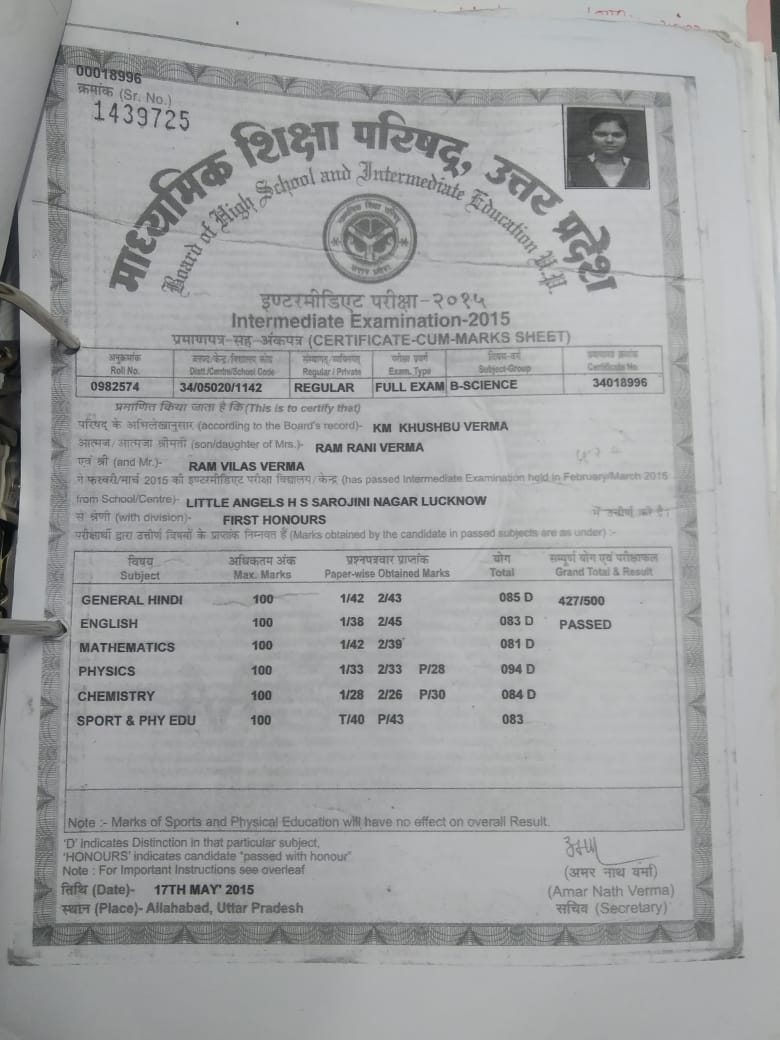 00018996
क्रमांक (Sr. No.)
1439725
माध्यमिक शिक्षा परिषद्, उत्तर प्रदेश
Board of High School and Intermediate Education U.P.
इण्टरमीडिएट परीक्षा-२०१५
Intermediate Examination-2015
प्रमाणपत्र-सह-अंकपत्र (CERTIFICATE-CUM-MARKS SHEET)
अनुक्रमांक जनपद/केन्द्र/विद्यालय कोड संस्थागत/व्यक्तिगत परीक्षा प्रकार विषय-वर्ग प्रमाणपत्र क्रमांक
Roll No. Distt./Centre/School Code Regular / Private Exam. Type Subject-Group Certificate No.
0982574 34/05020/1142 REGULAR FULL EXAM B-SCIENCE 34018996
प्रमाणित किया जाता है कि (This is to certify that)
परिषद् के अभिलेखानुसार (according to the Board's record)- KM KHUSHBU VERMA
आत्मज/आत्मजा श्रीमती (son/daughter of Mrs.)- RAM RANI VERMA
एवं श्री (and Mr.)- RAM VILAS VERMA
ने फरवरी/मार्च 2015 की इण्टरमीडिएट परीक्षा विद्यालय/केन्द्र (has passed Intermediate Examination held in February/March 2015
from School/Centre)- LITTLE ANGELS H S SAROJINI NAGAR LUCKNOW
से श्रेणी (with division)- FIRST HONOURS में उत्तीर्ण की है।
परीक्षार्थी द्वारा उत्तीर्ण विषयों के प्राप्तांक निम्नवत हैं (Marks obtained by the candidate in passed subjects are as under) :-
विषय अधिकतम अंक प्रश्नपत्रवार प्राप्तांक योग सम्पूर्ण योग एवं परीक्षाफल
Subject Max. Marks Paper-wise Obtained Marks Total Grand Total & Result
GENERAL HINDI 100 1/42 2/43 085 D 427/500
ENGLISH 100 1/38 2/45 083 D PASSED
MATHEMATICS 100 1/42 2/39 081 D
PHYSICS 100 1/33 2/33 P/28 094 D
CHEMISTRY 100 1/28 2/26 P/30 084 D
SPORT & PHY EDU 100 T/40 P/43 083
Note :- Marks of Sports and Physical Education will have no effect on overall Result.
'D' indicates Distinction in that particular subject,
'HONOURS' indicates candidate "passed with honour"
Note : For Important Instructions see overleaf
तिथि (Date)- 17TH MAY' 2015
स्थान (Place)- Allahabad, Uttar Pradesh
(अमर नाथ वर्मा)
(Amar Nath Verma)
सचिव (Secretary)